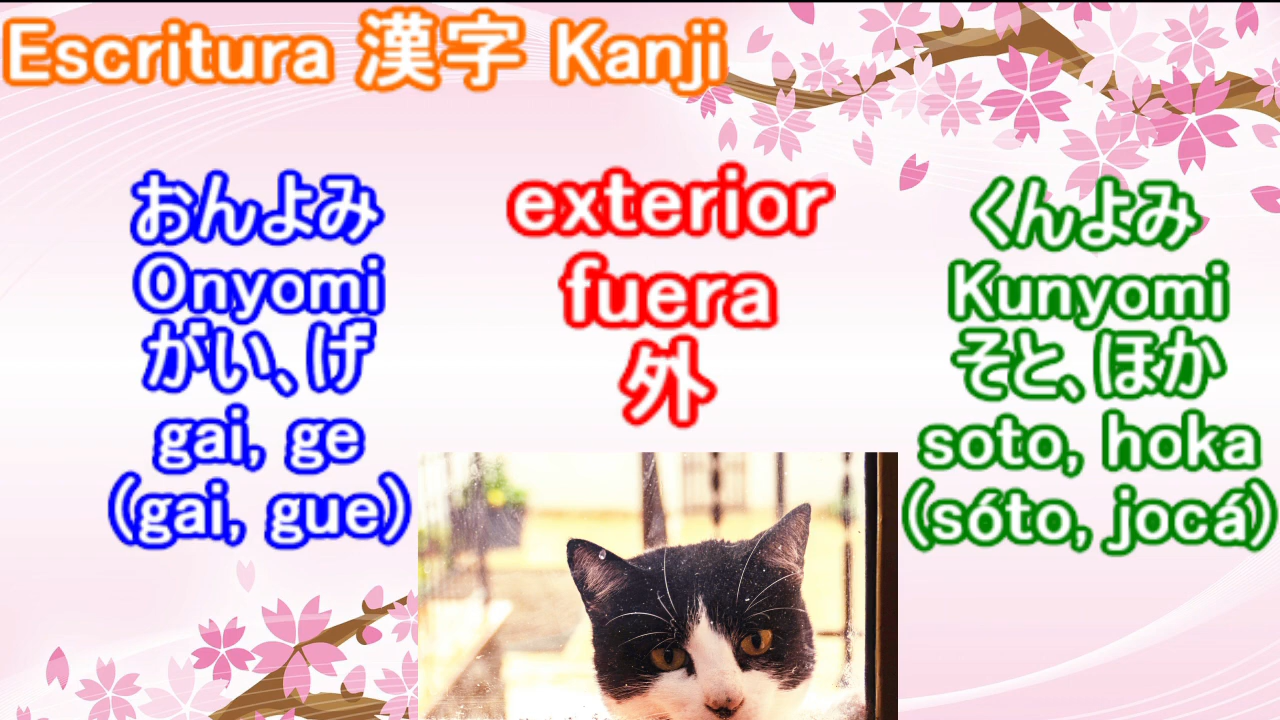 Escritura 漢字 Kanji
おんよみ
Onyomi
がい、げ
gai, ge
(gai, gue)
exterior
fuera
外
くんよみ
Kunyomi
そと、ほか
soto, hoka
(sóto, jocá)